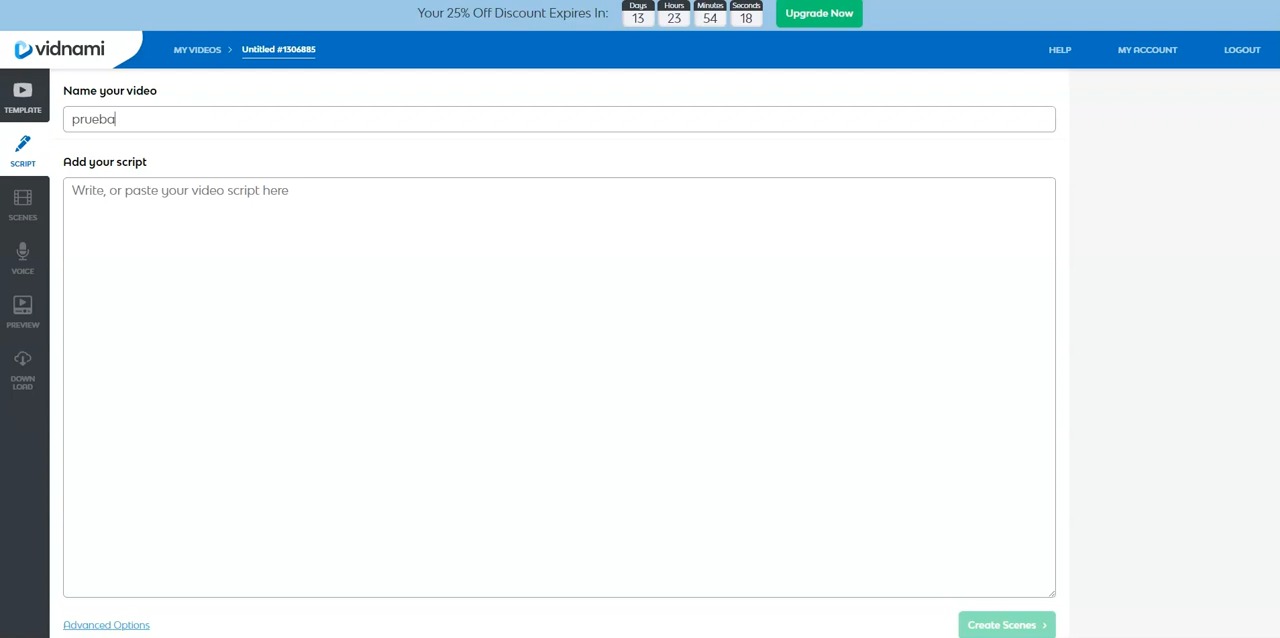 Your 25% Off Discount Expires In:
Days Hours Minutes Seconds
13 23 54 18
Upgrade Now
vidnami
MY VIDEOS > Untitled #1306885
HELP MY ACCOUNT LOGOUT
TEMPLATE
SCRIPT
SCENES
VOICE
PREVIEW
DOWN
LOAD
Name your video
prueba
Add your script
Write, or paste your video script here
Advanced Options
Create Scenes >